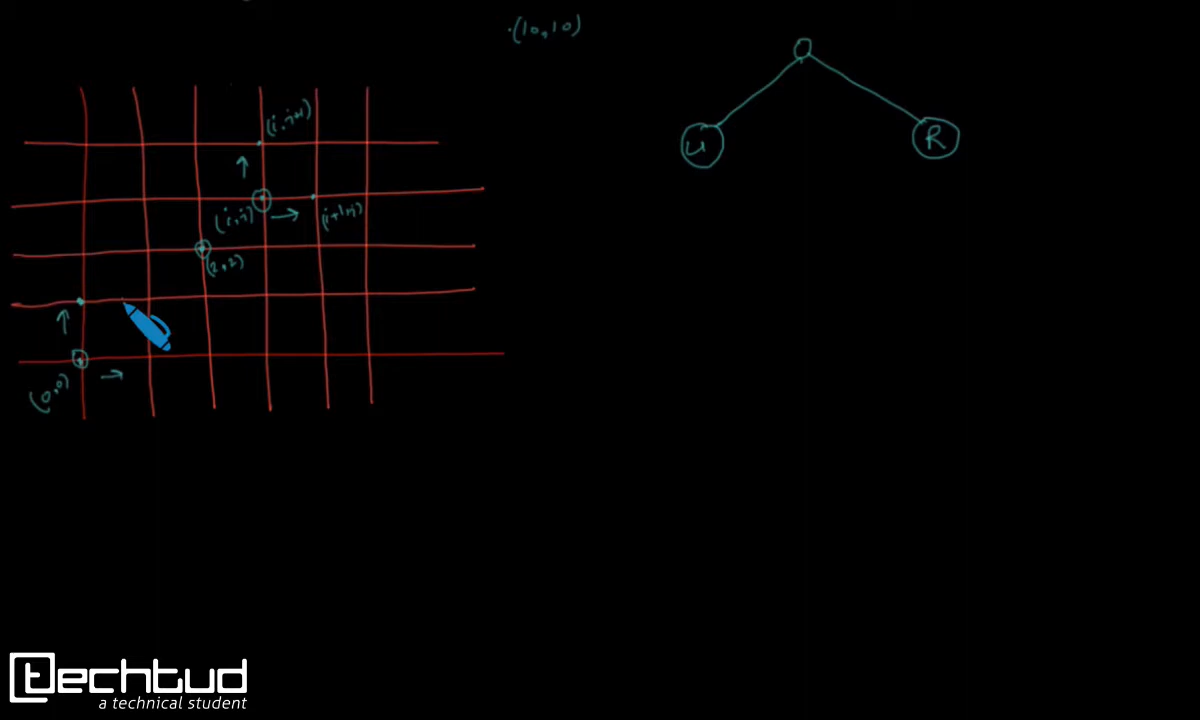 (10,10)
(i,j+1)
U
R
(i,j)
(i+1,j)
(2,2)
(0,0)
techtud
a technical student